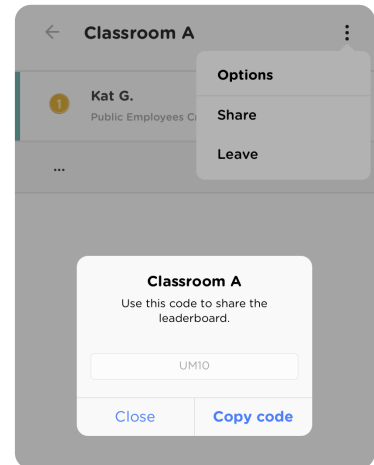 Classroom A
Options
1
Kat G.
Public Employees C
Share
Leave
...
Classroom A
Use this code to share the
leaderboard.
UM10
Close
Copy code